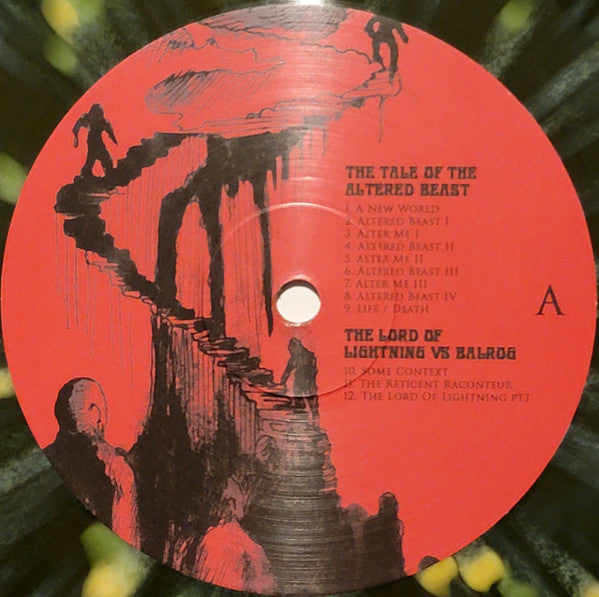 THE TALE OF THE
ALTERED BEAST
1. A NEW WORLD
2. ALTERED BEAST I
3. ALTER ME I
4. ALTERED BEAST II
5. ALTER ME II
6. ALTERED BEAST III
7. ALTER ME III
8. ALTERED BEAST IV
9. LIFE / DEATH
A
THE LORD OF
LIGHTNING VS BALROG
10. SOME CONTEXT
11. THE RETICENT RACONTEUR
12. THE LORD OF LIGHTNING PT.1